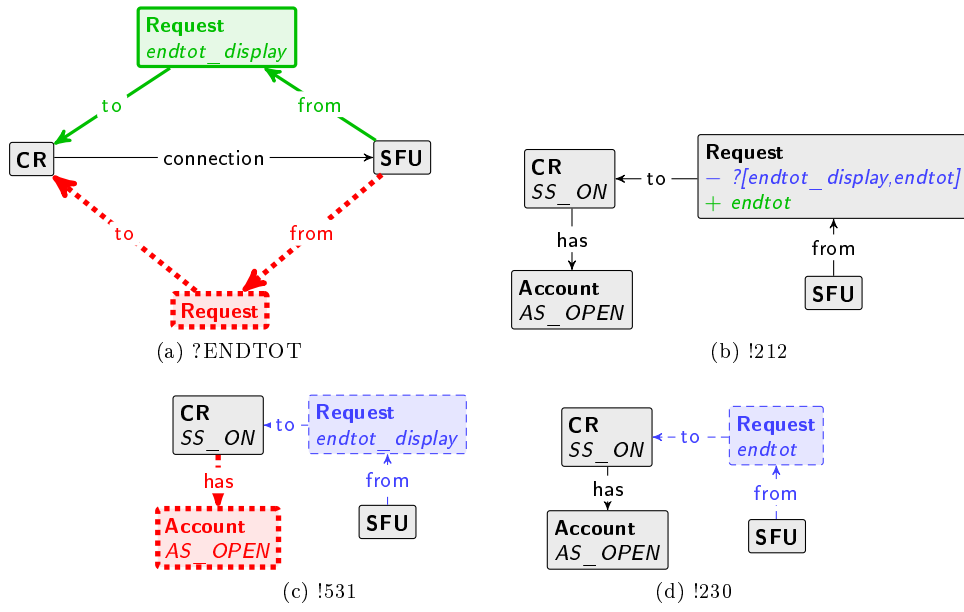 Request
endtot_display
to
from
CR
connection
SFU
to
from
Request
(a) ?ENDTOT
CR
SS_ON
to
Request
− ?[endtot_display,endtot]
+ endtot
has
from
Account
AS_OPEN
SFU
(b) !212
CR
SS_ON
to
Request
endtot_display
has
from
Account
AS_OPEN
SFU
(c) !531
CR
SS_ON
to
Request
endtot
has
from
Account
AS_OPEN
SFU
(d) !230